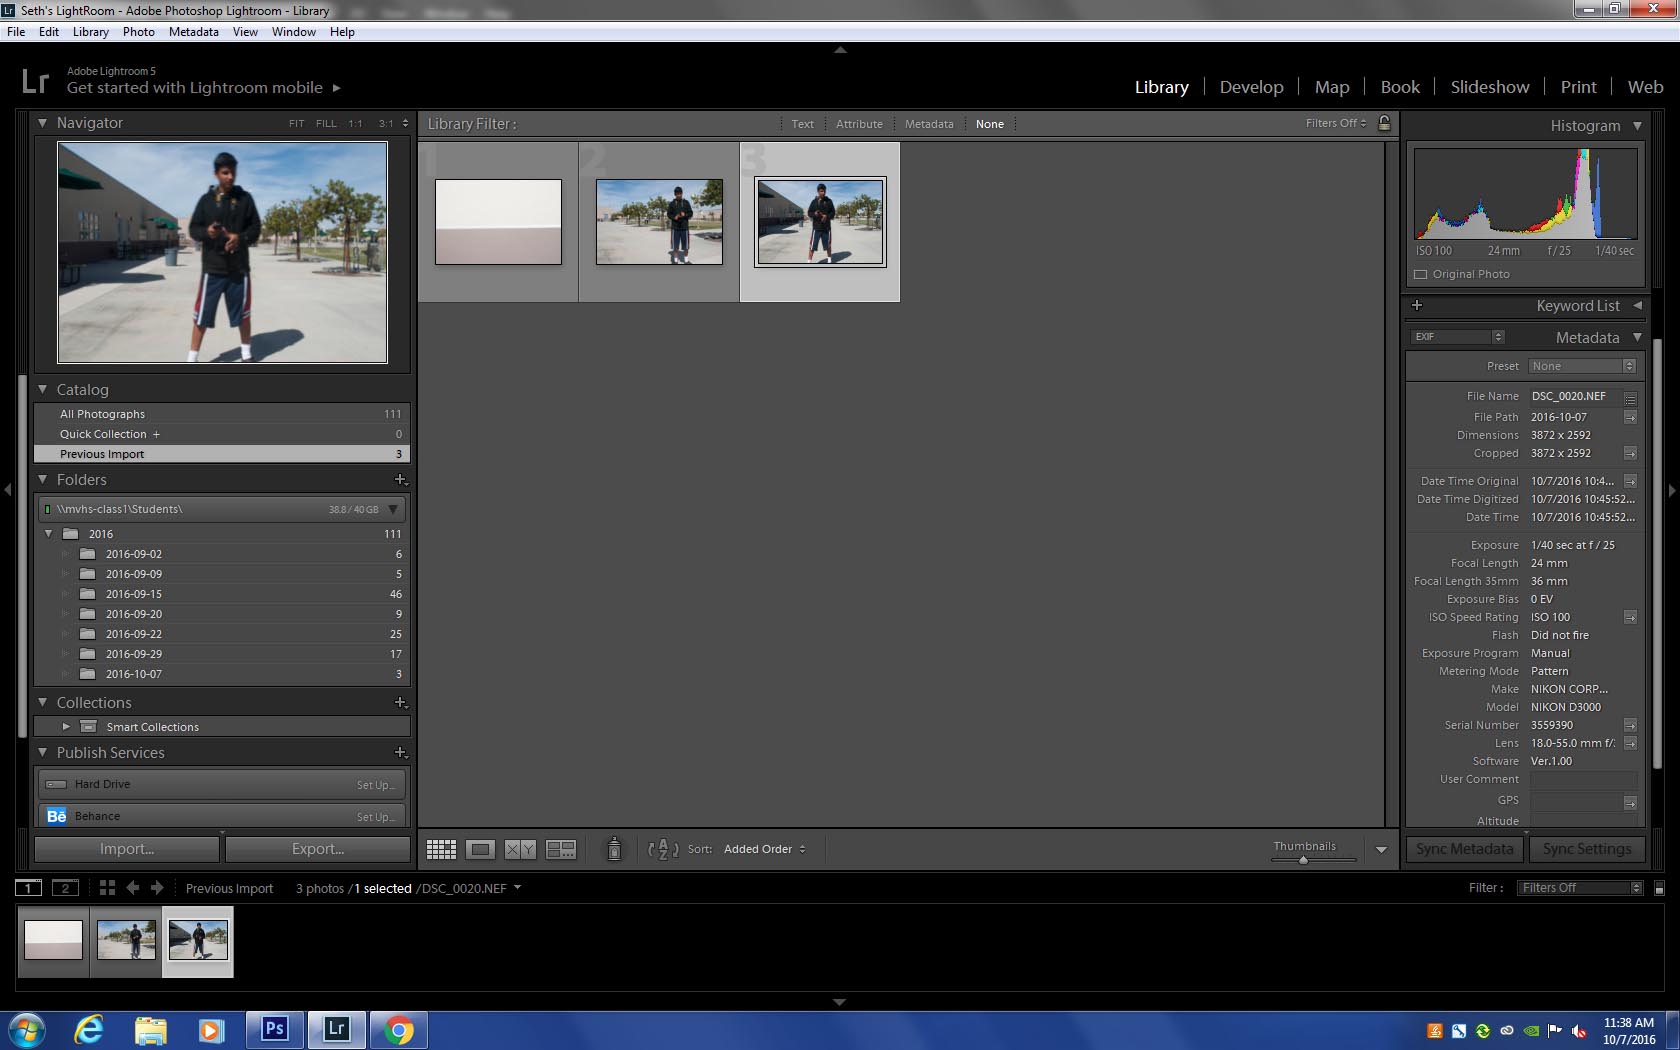 Seth's LightRoom - Adobe Photoshop Lightroom - Library
File Edit Library Photo Metadata View Window Help
Lr
Adobe Lightroom 5
Get started with Lightroom mobile
Library Develop Map Book Slideshow Print Web
Navigator FIT FILL 1:1 3:1
Library Filter : Text Attribute Metadata None Filters Off
Histogram
1 2 3
ISO 100 24 mm f / 25 1/40 sec
Original Photo
Keyword List
EXIF Metadata
Preset None
File Name DSC_0020.NEF
File Path 2016-10-07
Dimensions 3872 x 2592
Cropped 3872 x 2592
Date Time Original 10/7/2016 10:4...
Date Time Digitized 10/7/2016 10:45:52...
Date Time 10/7/2016 10:45:52...
Exposure 1/40 sec at f / 25
Focal Length 24 mm
Focal Length 35mm 36 mm
Exposure Bias 0 EV
ISO Speed Rating ISO 100
Flash Did not fire
Exposure Program Manual
Metering Mode Pattern
Make NIKON CORP...
Model NIKON D3000
Serial Number 3559390
Lens 18.0-55.0 mm f/
Software Ver.1.00
User Comment
GPS
Altitude
Sync Metadata Sync Settings
Catalog
All Photographs 111
Quick Collection + 0
Previous Import 3
Folders
\\mvhs-class1\Students\ 38.8 / 40 GB
2016 111
2016-09-02 6
2016-09-09 5
2016-09-15 46
2016-09-20 9
2016-09-22 25
2016-09-29 17
2016-10-07 3
Collections
Smart Collections
Publish Services
Hard Drive Set Up...
Bē Behance Set Up...
Import... Export...
XY AZ Sort: Added Order Thumbnails
1 2 Previous Import 3 photos / 1 selected / DSC_0020.NEF Filter : Filters Off
Ps Lr
11:38 AM
10/7/2016